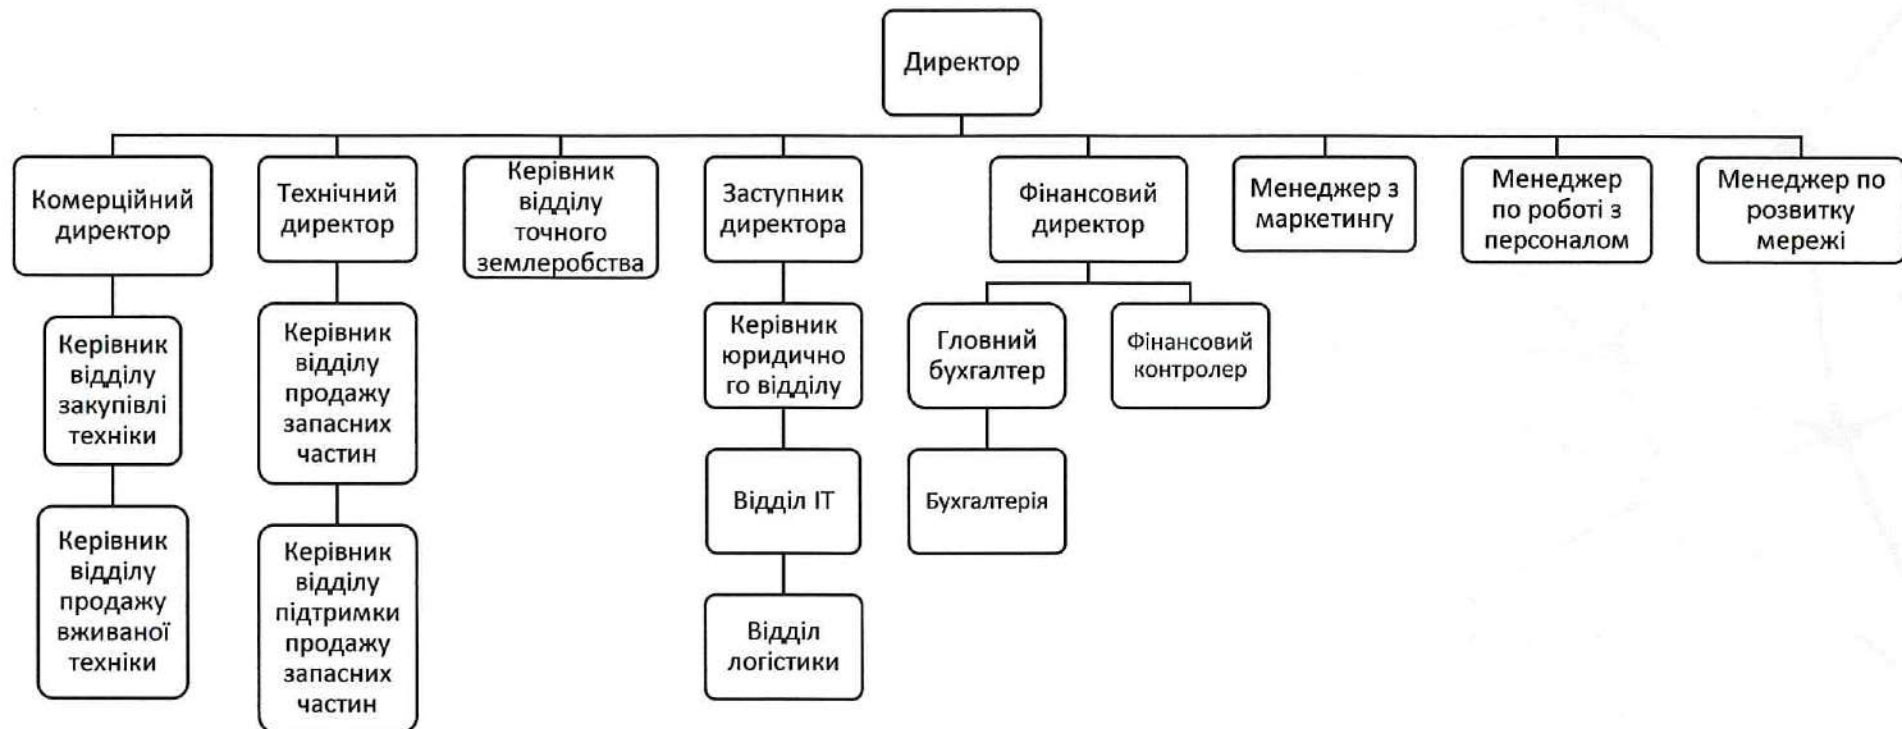 Директор
Комерційний
директор
Технічний
директор
Керівник
відділу
точного
землеробства
Заступник
директора
Фінансовий
директор
Менеджер з
маркетингу
Менеджер
по роботі з
персоналом
Менеджер по
розвитку
мережі
Керівник
відділу
закупівлі
техніки
Керівник
відділу
продажу
запасних
частин
Керівник
юридично
го відділу
Гловний
бухгалтер
Фінансовий
контролер
Керівник
відділу
продажу
вживаної
техніки
Керівник
відділу
підтримки
продажу
запасних
частин
Відділ ІТ
Бухгалтерія
Відділ
логістики